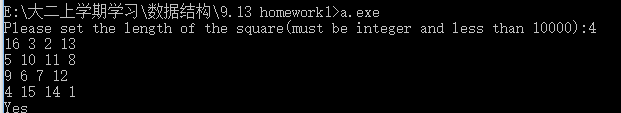 E:\大二上学期学习\数据结构\9.13 homework1>a.exe
Please set the length of the square(must be integer and less than 10000):4
16 3 2 13
5 10 11 8
9 6 7 12
4 15 14 1
Yes